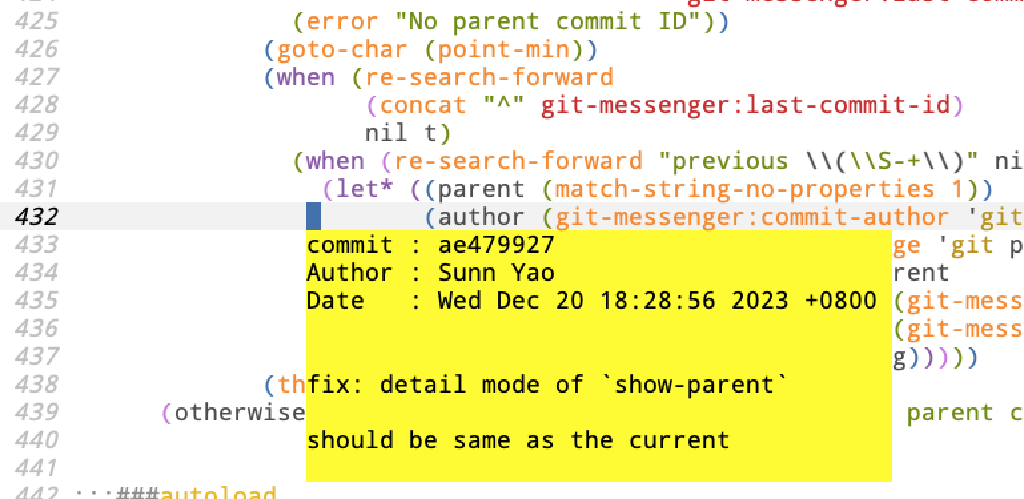 425 (error "No parent commit ID"))
426 (goto-char (point-min))
427 (when (re-search-forward
428 (concat "^" git-messenger:last-commit-id)
429 nil t)
430 (when (re-search-forward "previous \\(\\S-+\\)" ni
431 (let* ((parent (match-string-no-properties 1))
432 (author (git-messenger:commit-author 'git
433 commit : ae479927 ge 'git p
434 Author : Sunn Yao rent
435 Date   : Wed Dec 20 18:28:56 2023 +0800 (git-mess
436 (git-mess
437 g)))))
438 (th fix: detail mode of `show-parent`
439 (otherwise parent c
440 should be same as the current
441
442 ;;;###autoload